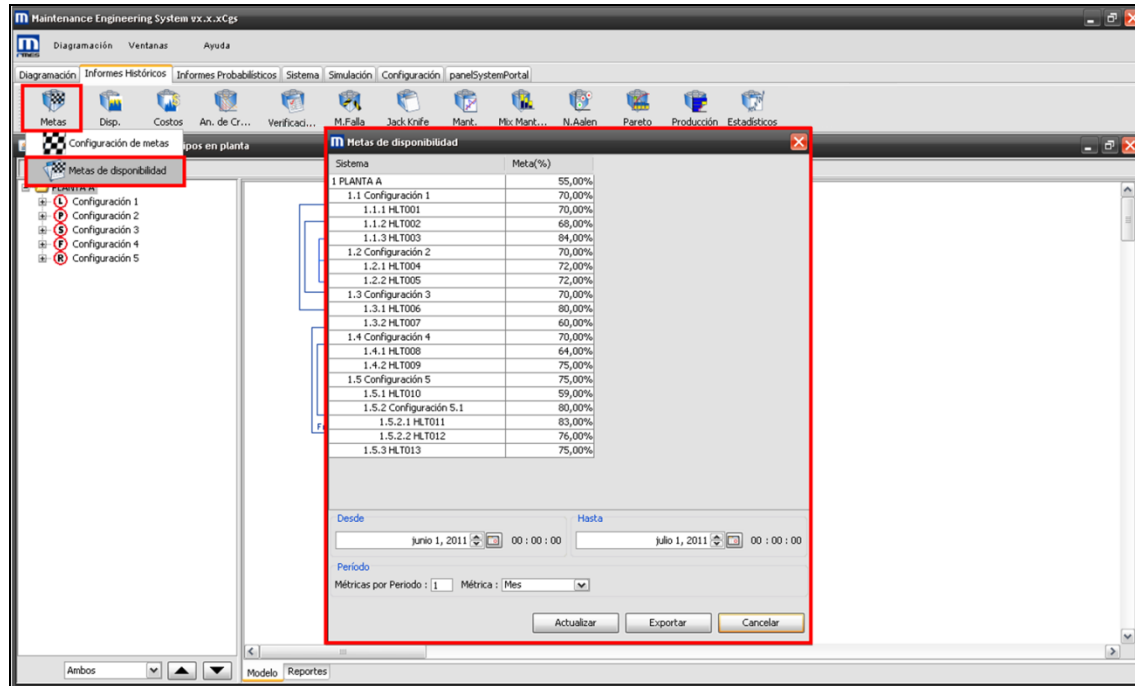 Maintenance Engineering System vx.x.xCgs
Diagramación Ventanas Ayuda
Diagramación Informes Históricos Informes Probabilísticos Sistema Simulación Configuración panelSystemPortal
Metas Disp. Costos An. de Cr... Verificaci... M.Falla Jack Knife Mant. Mix Mant... N.Aalen Pareto Producción Estadísticos
Configuración de metas
Metas de disponibilidad
ipos en planta
PLANTA A
L Configuración 1
P Configuración 2
S Configuración 3
F Configuración 4
R Configuración 5
Metas de disponibilidad
Sistema Meta(%)
1 PLANTA A 55,00%
1.1 Configuración 1 70,00%
1.1.1 HLT001 70,00%
1.1.2 HLT002 68,00%
1.1.3 HLT003 84,00%
1.2 Configuración 2 70,00%
1.2.1 HLT004 72,00%
1.2.2 HLT005 72,00%
1.3 Configuración 3 70,00%
1.3.1 HLT006 80,00%
1.3.2 HLT007 60,00%
1.4 Configuración 4 70,00%
1.4.1 HLT008 64,00%
1.4.2 HLT009 75,00%
1.5 Configuración 5 75,00%
1.5.1 HLT010 59,00%
1.5.2 Configuración 5.1 80,00%
1.5.2.1 HLT011 83,00%
1.5.2.2 HLT012 76,00%
1.5.3 HLT013 75,00%
Desde Hasta
junio 1, 2011 00 : 00 : 00 julio 1, 2011 00 : 00 : 00
Período
Métricas por Periodo : 1 Métrica : Mes
Actualizar Exportar Cancelar
Ambos
Modelo Reportes